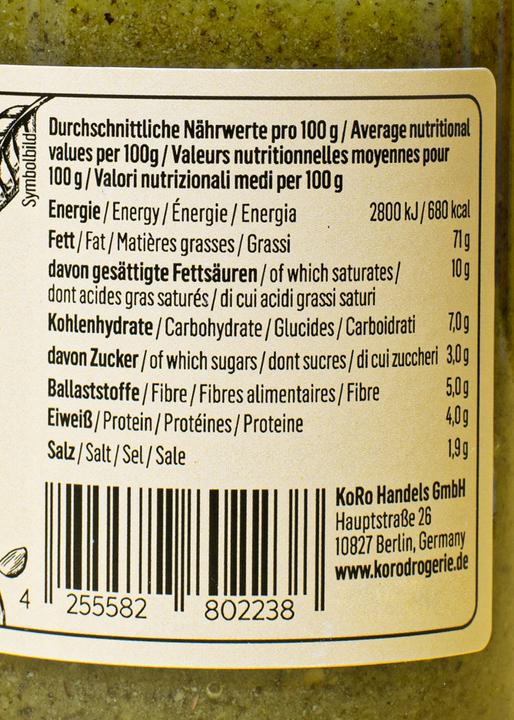 Symbolbild
Durchschnittliche Nährwerte pro 100 g / Average nutritional
values per 100g / Valeurs nutritionnelles moyennes pour
100 g / Valori nutrizionali medi per 100 g
Energie / Energy / Énergie / Energia 2800 kJ / 680 kcal
Fett / Fat / Matières grasses / Grassi 71 g
davon gesättigte Fettsäuren / of which saturates / 10 g
dont acides gras saturés / di cui acidi grassi saturi
Kohlenhydrate / Carbohydrate / Glucides / Carboidrati 7,0 g
davon Zucker / of which sugars / dont sucres / di cui zuccheri 3,0 g
Ballaststoffe / Fibre / Fibres alimentaires / Fibre 5,0 g
Eiweiß / Protein / Protéines / Proteine 4,0 g
Salz / Salt / Sel / Sale 1,9 g
KoRo Handels GmbH
Hauptstraße 26
10827 Berlin, Germany
www.korodrogerie.de
4 255582 802238